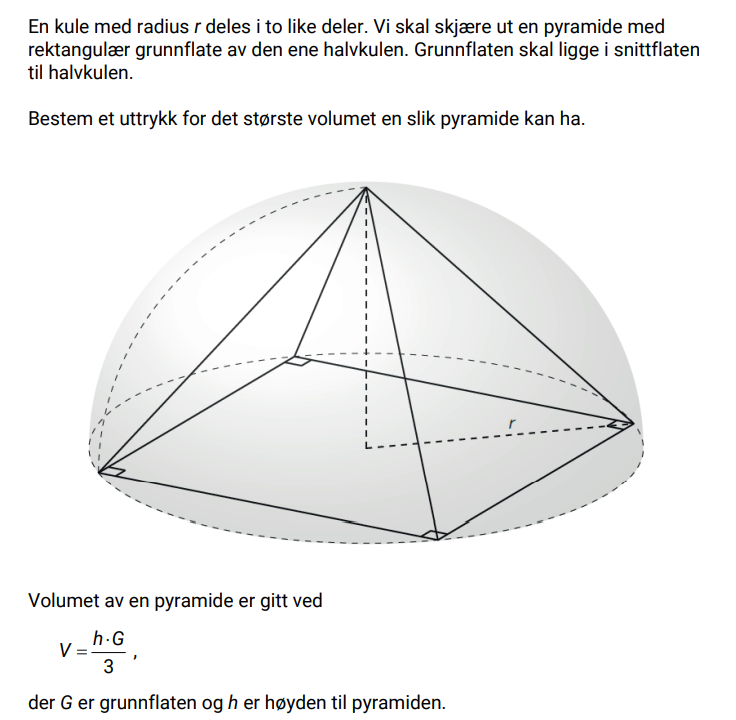 En kule med radius r deles i to like deler. Vi skal skjære ut en pyramide med
rektangulær grunnflate av den ene halvkulen. Grunnflaten skal ligge i snittflaten
til halvkulen.
Bestem et uttrykk for det største volumet en slik pyramide kan ha.
r
Volumet av en pyramide er gitt ved
V = h·G / 3 ,
der G er grunnflaten og h er høyden til pyramiden.